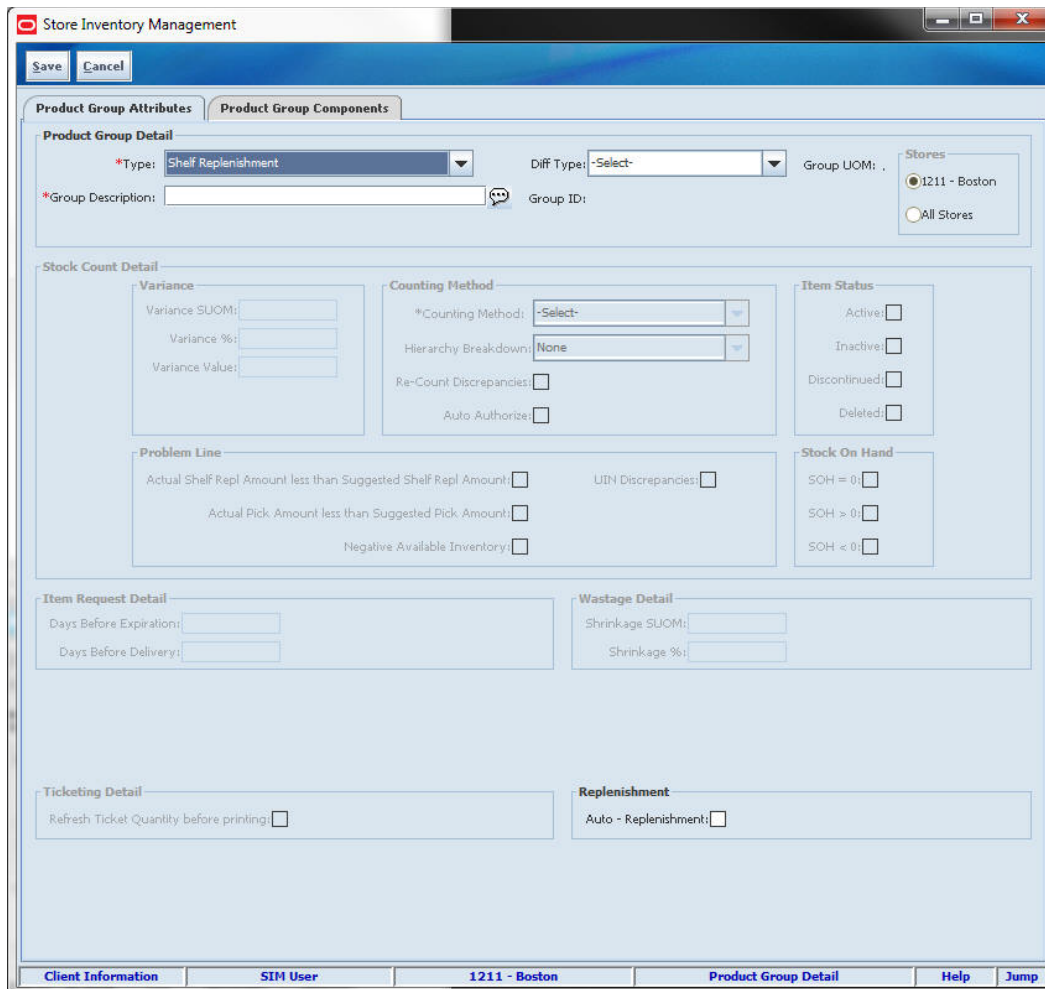 Store Inventory Management
Save Cancel
Product Group Attributes Product Group Components
Product Group Detail
*Type: Shelf Replenishment Diff Type: -Select- Group UOM: . Stores
1211 - Boston
*Group Description: Group ID:
All Stores
Stock Count Detail
Variance Counting Method Item Status
Variance SUOM: *Counting Method: -Select- Active:
Variance %: Hierarchy Breakdown: None Inactive:
Variance Value: Re-Count Discrepancies: Discontinued:
Auto Authorize: Deleted:
Problem Line Stock On Hand
Actual Shelf Repl Amount less than Suggested Shelf Repl Amount: UIN Discrepancies: SOH = 0:
Actual Pick Amount less than Suggested Pick Amount: SOH > 0:
Negative Available Inventory: SOH < 0:
Item Request Detail Wastage Detail
Days Before Expiration: Shrinkage SUOM:
Days Before Delivery: Shrinkage %:
Ticketing Detail Replenishment
Refresh Ticket Quantity before printing: Auto - Replenishment:
Client Information SIM User 1211 - Boston Product Group Detail Help Jump